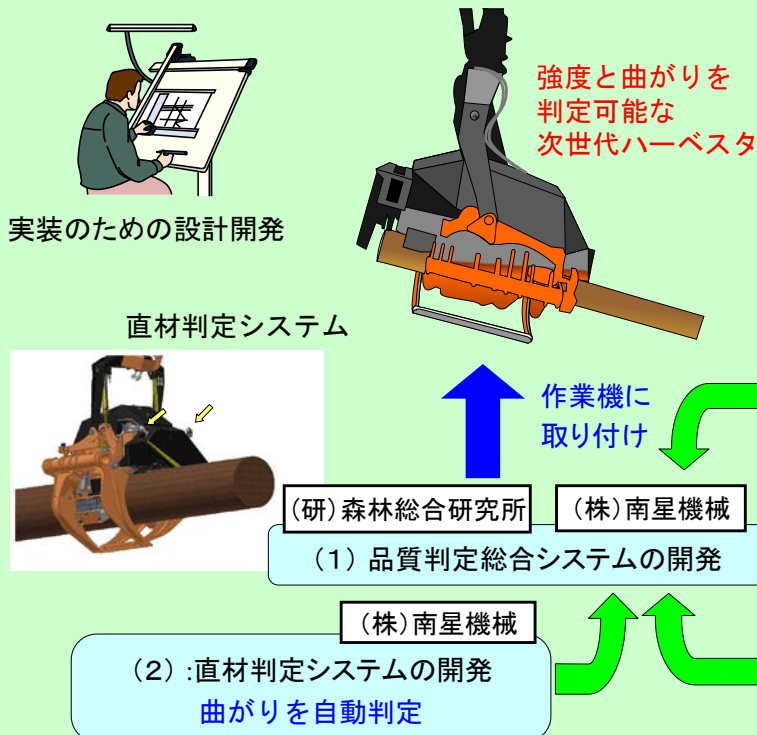 強度と曲がりを
判定可能な
次世代ハーベスタ
実装のための設計開発
直材判定システム
作業機に
取り付け
(研)森林総合研究所
(株)南星機械
(1) 品質判定総合システムの開発
(株)南星機械
(2) :直材判定システムの開発
曲がりを自動判定